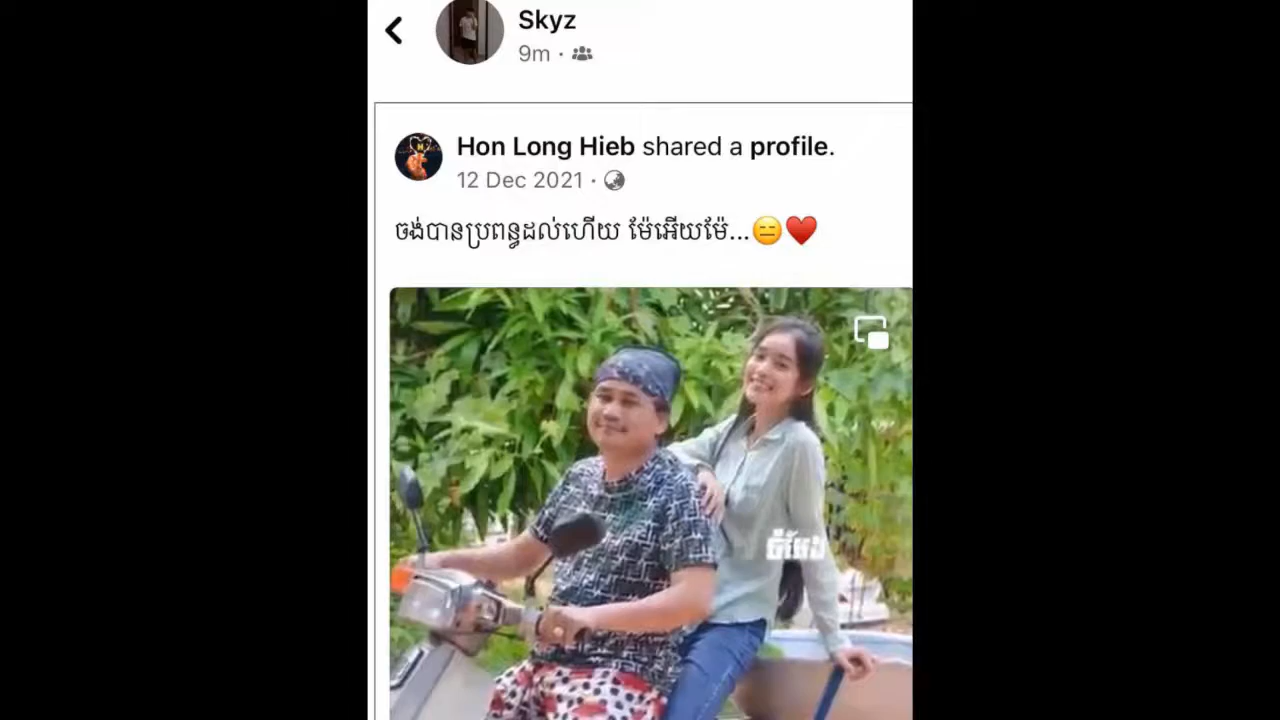 Skyz
9m ·
Hon Long Hieb shared a profile.
12 Dec 2021 ·
ចង់បានប្រពន្ធដល់ហើយ ម៉ែអើយម៉ែ...😑♥️